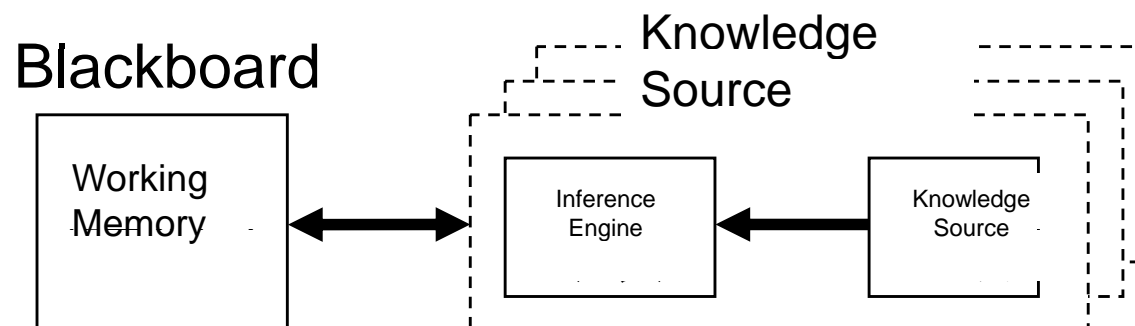 Blackboard
Knowledge
Source
Working
Memory
Inference
Engine
Knowledge
Source